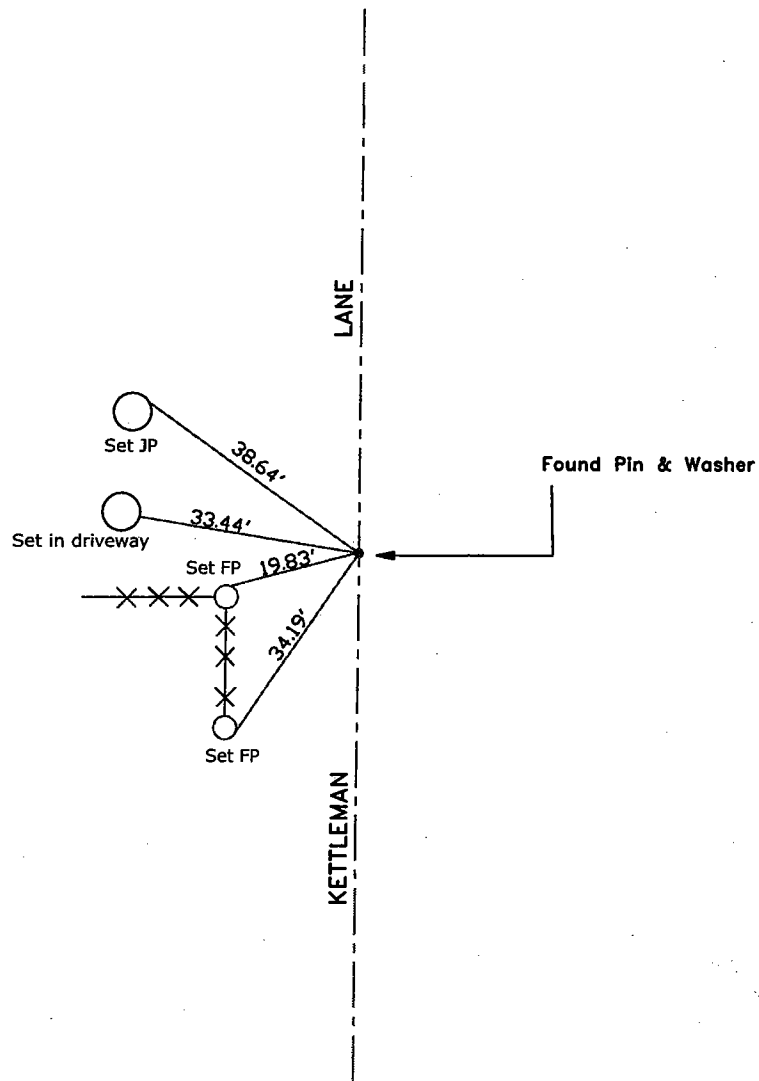 LANE
Set JP
38.64'
Found Pin & Washer
33.44'
Set in driveway
Set FP
19.83'
34.19'
Set FP
KETTLEMAN